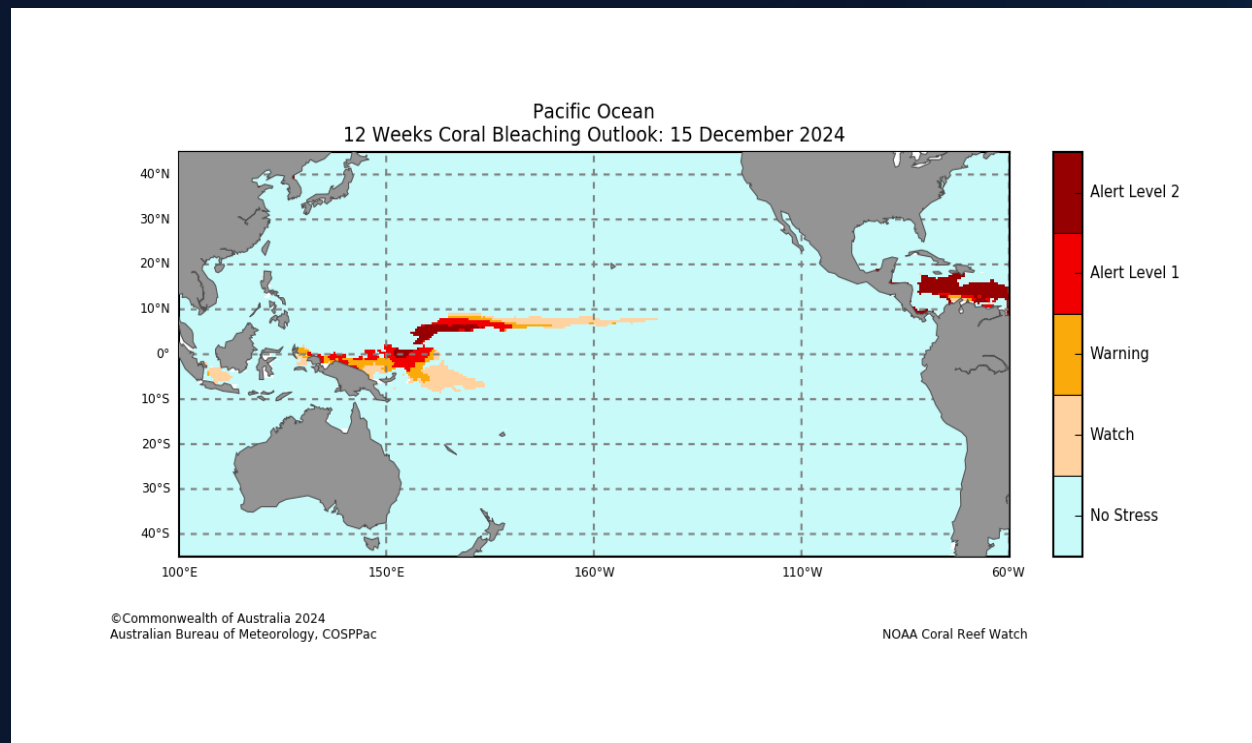 Pacific Ocean
12 Weeks Coral Bleaching Outlook: 15 December 2024
40°N
30°N
20°N
10°N
0°
10°S
20°S
30°S
40°S
100°E
150°E
160°W
110°W
60°W
Alert Level 2
Alert Level 1
Warning
Watch
No Stress
©Commonwealth of Australia 2024
Australian Bureau of Meteorology, COSPPac
NOAA Coral Reef Watch